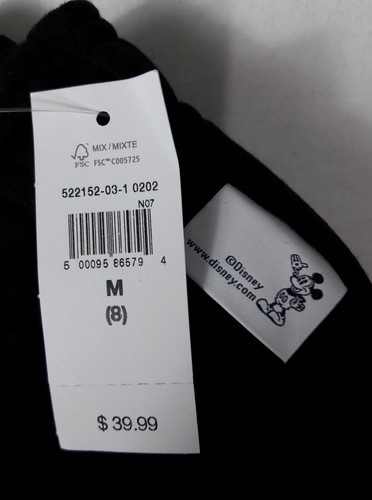 MIX / MIXTE
FSC
FSC™ C005725
522152-03-1 0202
N07
5 00095 86579 4
M
(8)
$ 39.99
©Disney
www.disney.com